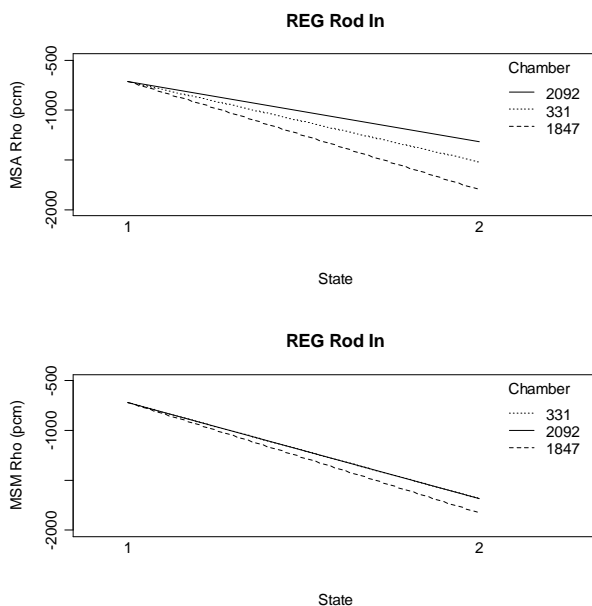 REG Rod In
MSA Rho (pcm)
-500
-1000
-2000
Chamber
2092
331
1847
1
2
State
REG Rod In
MSM Rho (pcm)
-500
-1000
-2000
Chamber
331
2092
1847
1
2
State